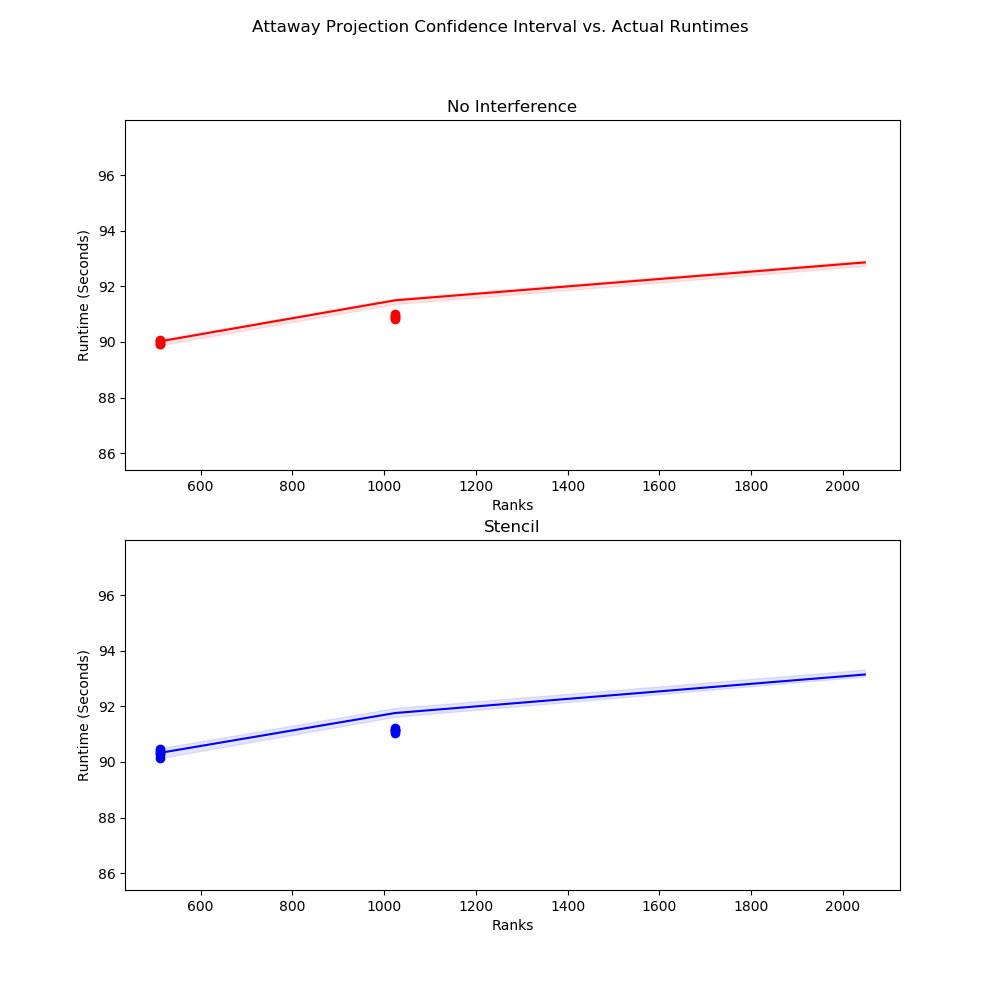 Attaway Projection Confidence Interval vs. Actual Runtimes
No Interference
96
94
92
90
88
86
Runtime (Seconds)
600 800 1000 1200 1400 1600 1800 2000
Ranks
Stencil
96
94
92
90
88
86
Runtime (Seconds)
600 800 1000 1200 1400 1600 1800 2000
Ranks